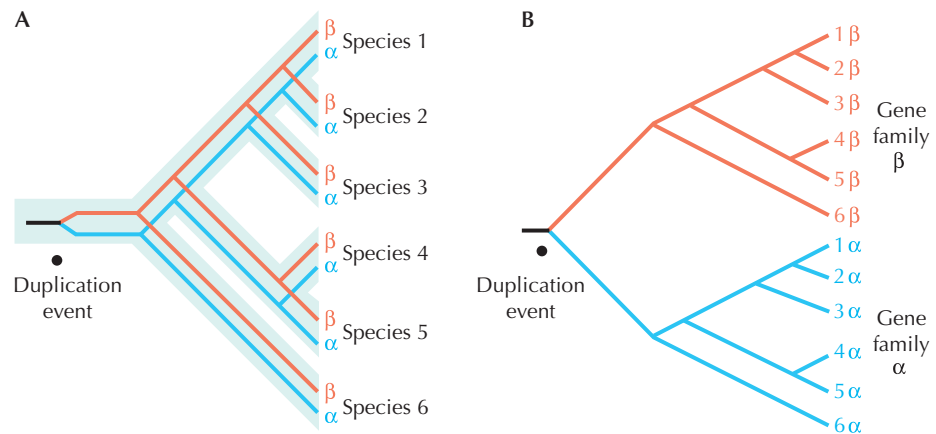 A
β
α Species 1
β
α Species 2
β
α Species 3
β
α Species 4
β
α Species 5
β
α Species 6
Duplication
event
B
1 β
2 β
3 β
4 β
5 β
6 β
Gene
family
β
1 α
2 α
3 α
4 α
5 α
6 α
Gene
family
α
Duplication
event